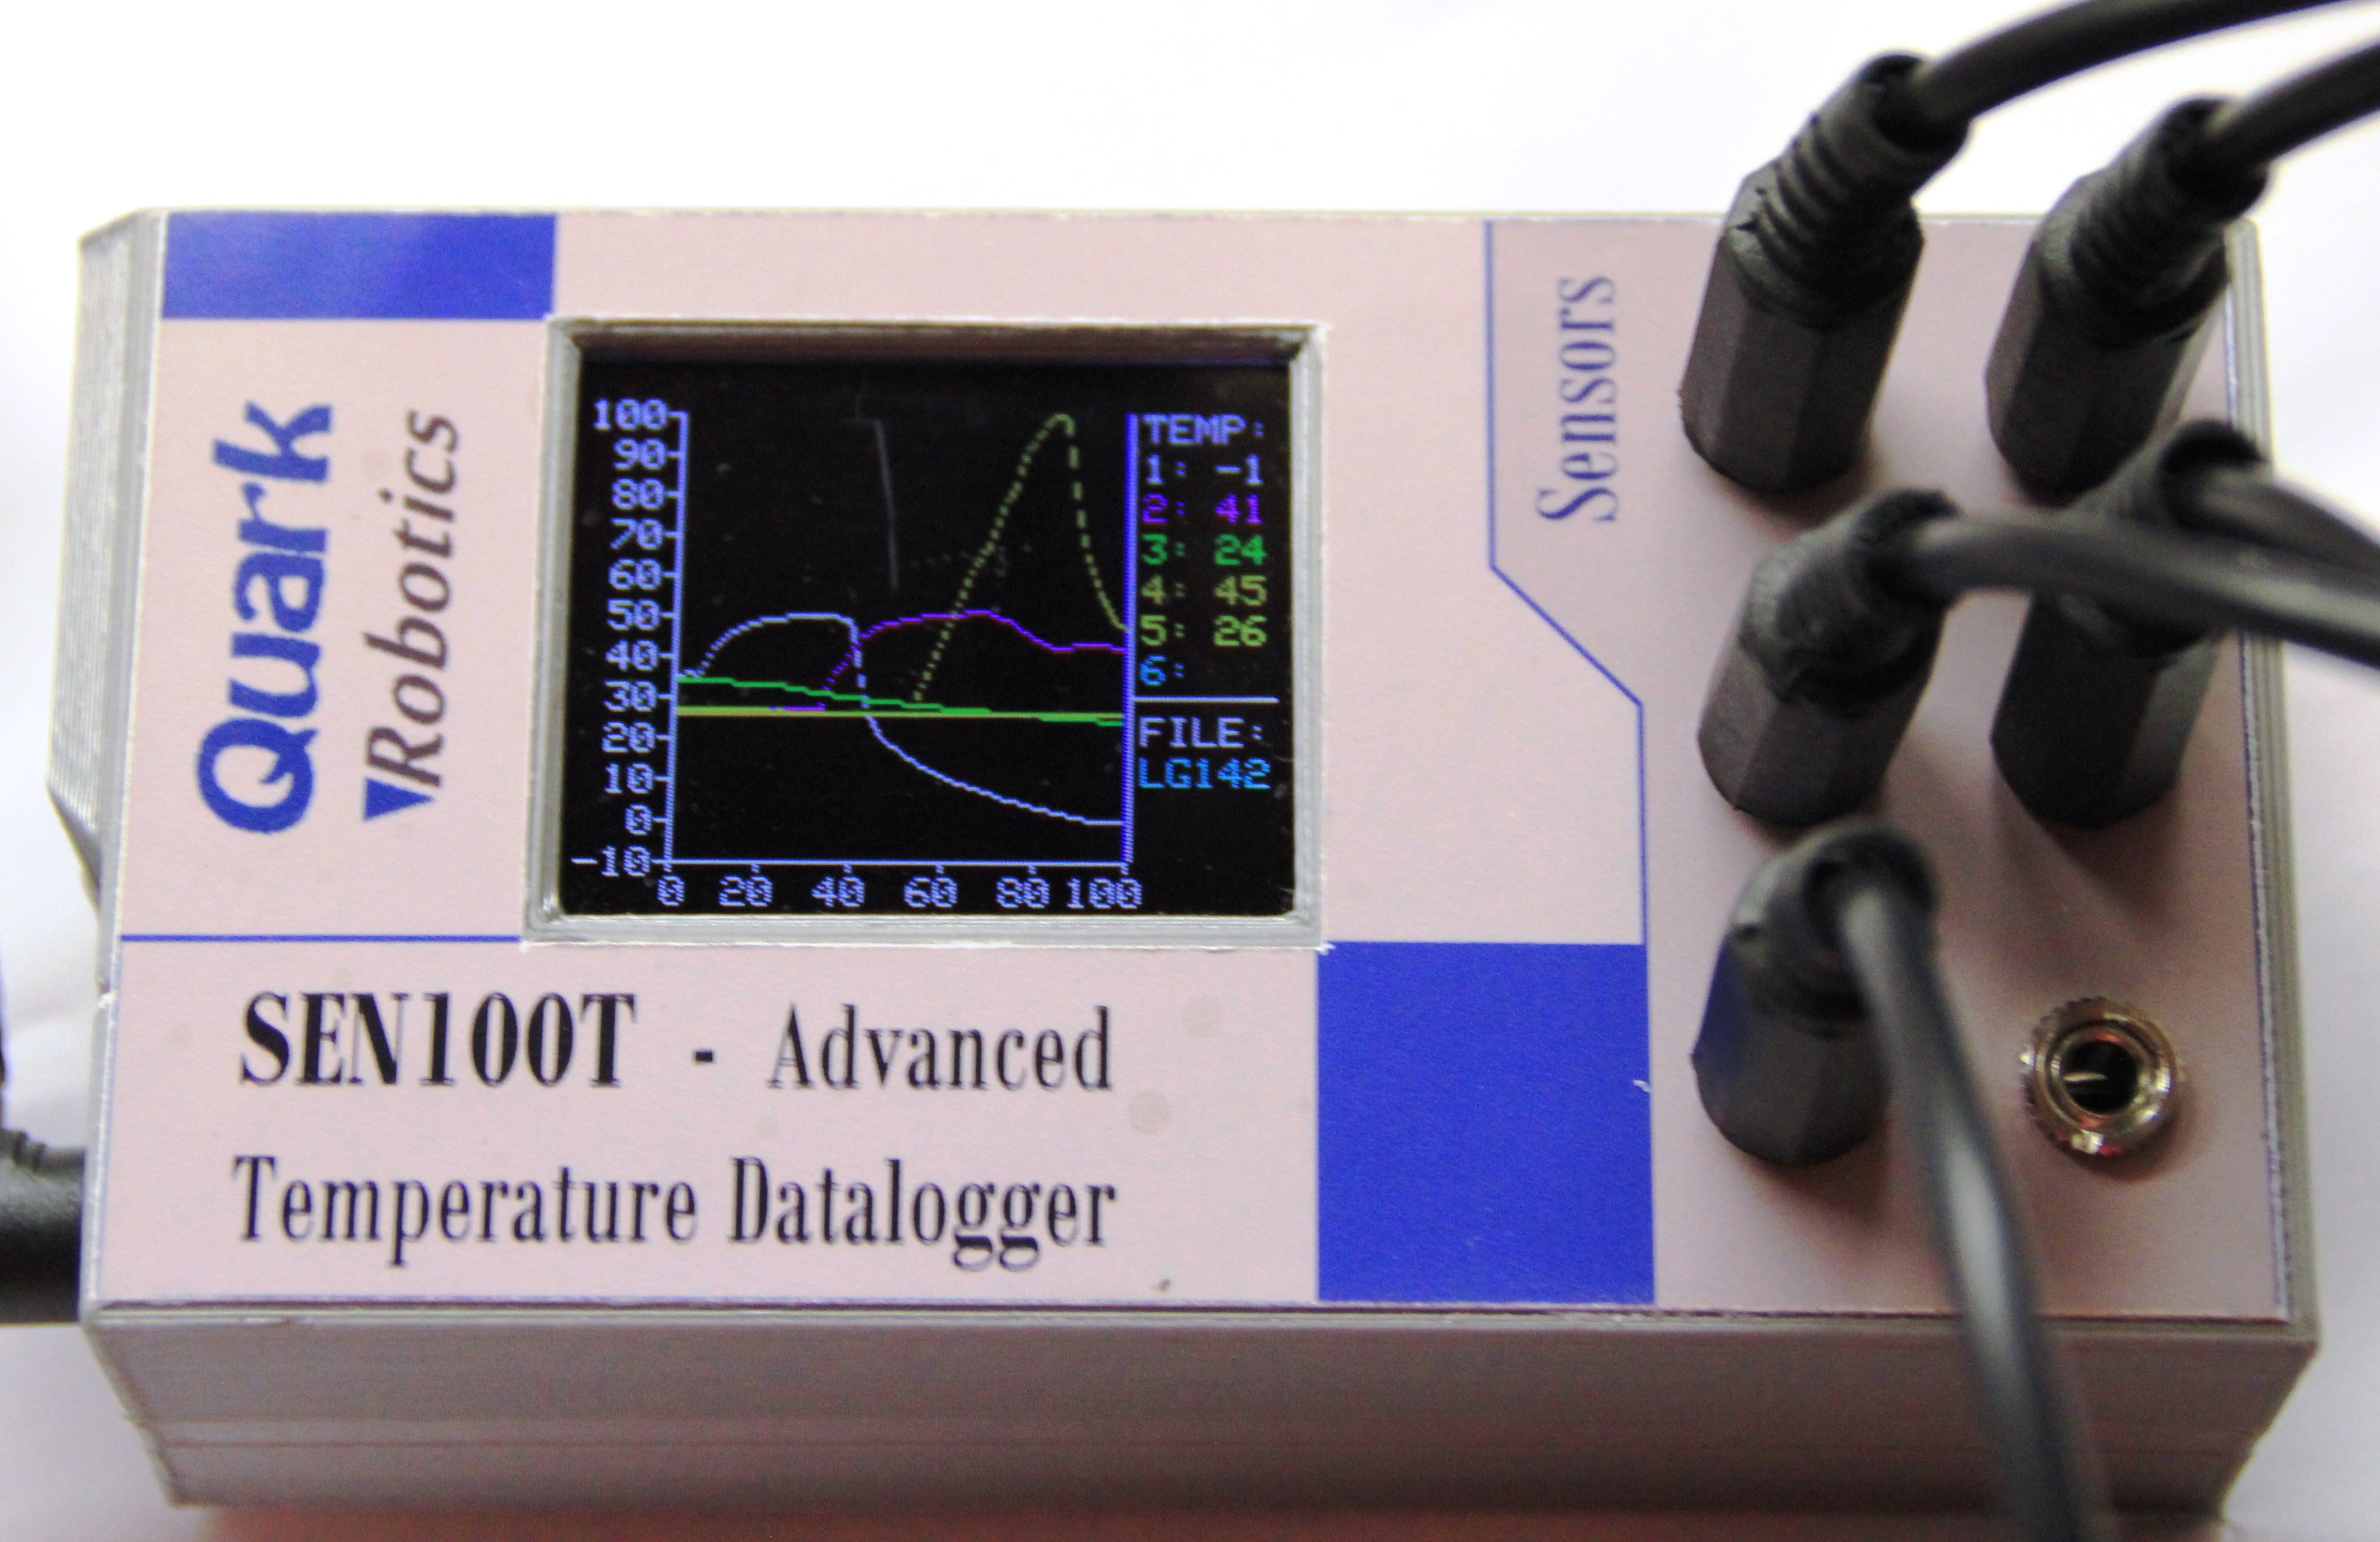 Quark
Robotics
100
90
80
70
60
50
40
30
20
10
0
-10
0 20 40 60 80 100
TEMP:
1: -1
2: 41
3: 24
4: 45
5: 26
6:
FILE:
LG142
Sensors
SEN100T - Advanced
Temperature Datalogger